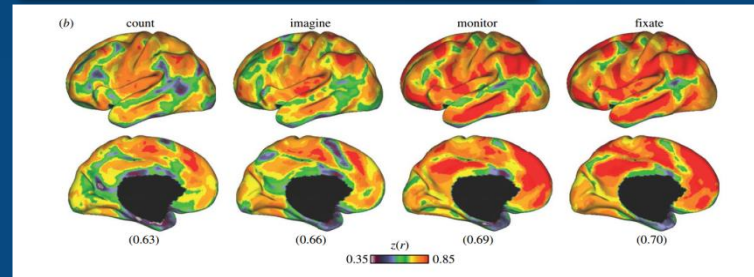 (b) count imagine monitor fixate
(0.63) (0.66) (0.69) (0.70)
z(r)
0.35 0.85